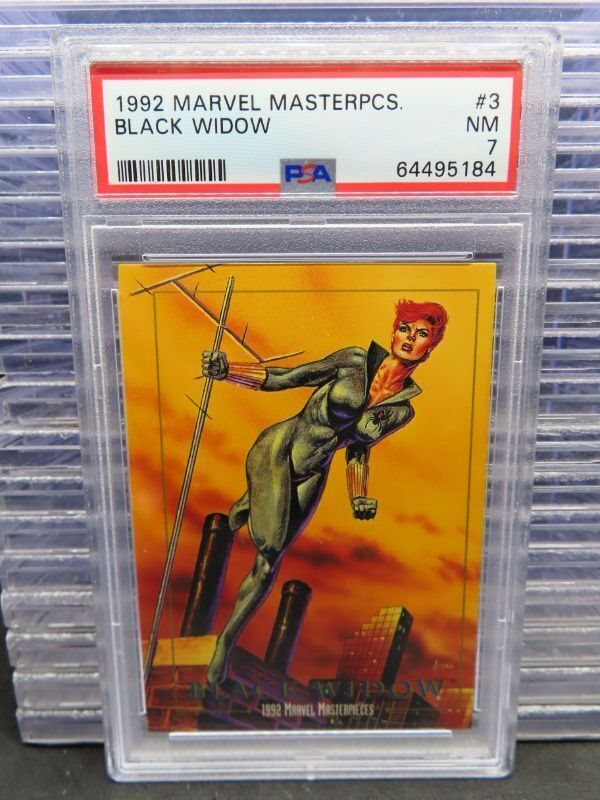 1992 MARVEL MASTERPCS. #3
BLACK WIDOW NM
7
PSA 64495184
BLACK WIDOW
1992 MARVEL MASTERPIECES